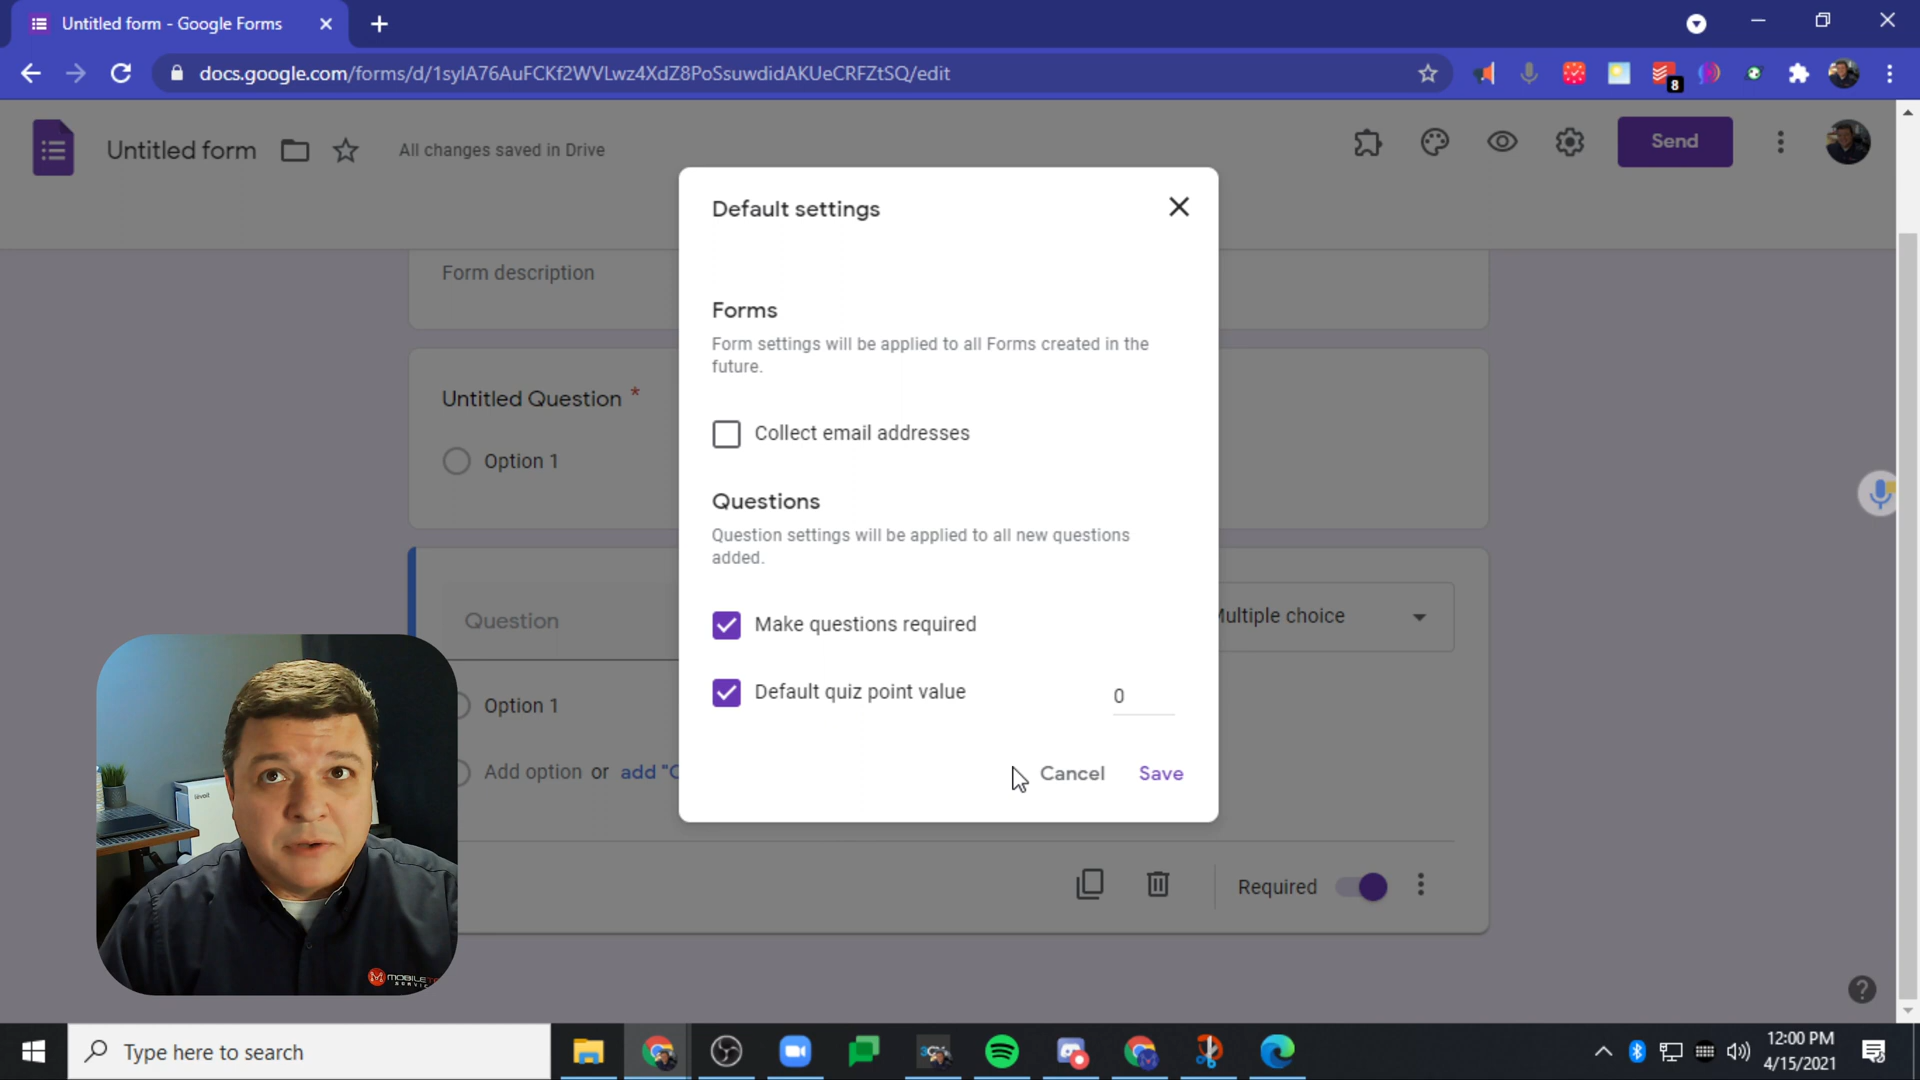 Untitled form - Google Forms
docs.google.com/forms/d/1sylA76AuFCKf2WVLwz4XdZ8PoSsuwdidAKUeCRFZtSQ/edit
8
Untitled form
All changes saved in Drive
Send
Default settings
Form description
Forms
Form settings will be applied to all Forms created in the
future.
Untitled Question *
Collect email addresses
Option 1
Questions
Question settings will be applied to all new questions
added.
Question
Make questions required
Multiple choice
Default quiz point value
0
Option 1
Add option or add "O
Cancel
Save
Required
levoit
MOBILE
SERVIC
Type here to search
12:00 PM
4/15/2021